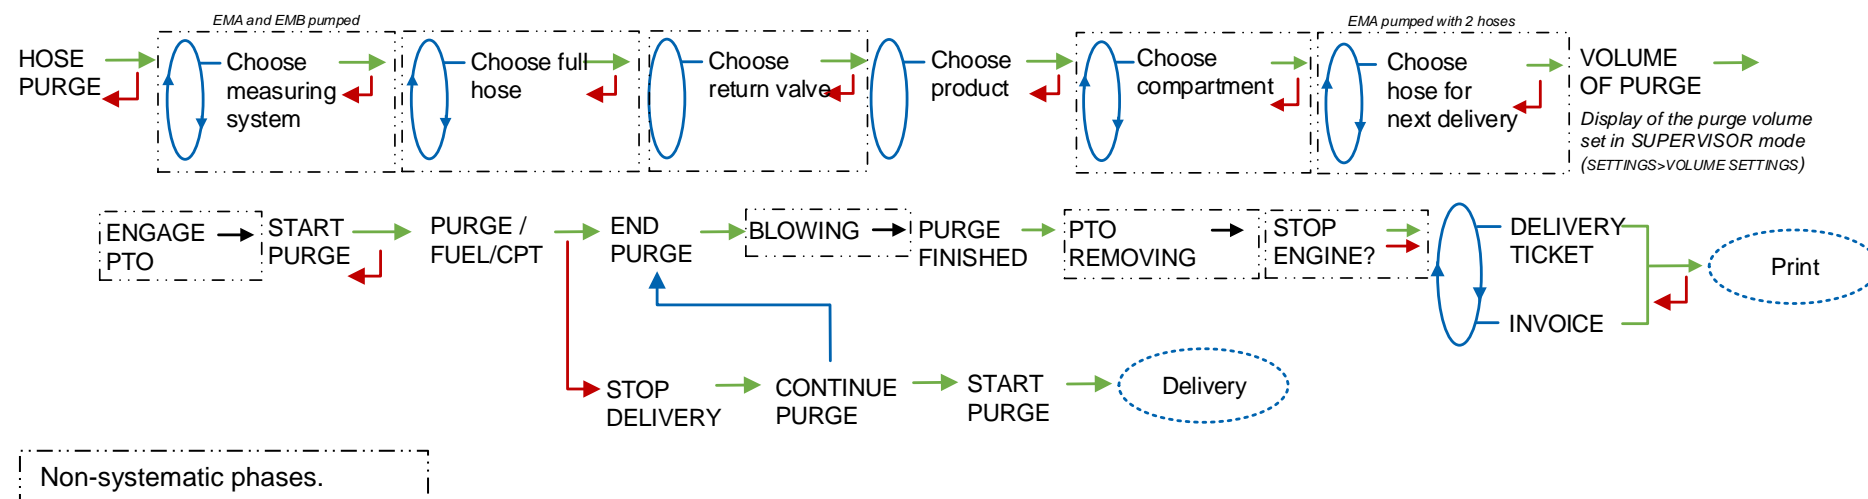 EMA and EMB pumped
EMA pumped with 2 hoses
HOSE
PURGE
Choose
measuring
system
Choose full
hose
Choose
return valve
Choose
product
Choose
compartment
Choose
hose for
next delivery
VOLUME
OF PURGE
Display of the purge volume
set in SUPERVISOR mode
(SETTINGS>VOLUME SETTINGS)
ENGAGE
PTO
START
PURGE
PURGE /
FUEL/CPT
END
PURGE
BLOWING
PURGE
FINISHED
PTO
REMOVING
STOP
ENGINE?
DELIVERY
TICKET
INVOICE
Print
STOP
DELIVERY
CONTINUE
PURGE
START
PURGE
Delivery
Non-systematic phases.